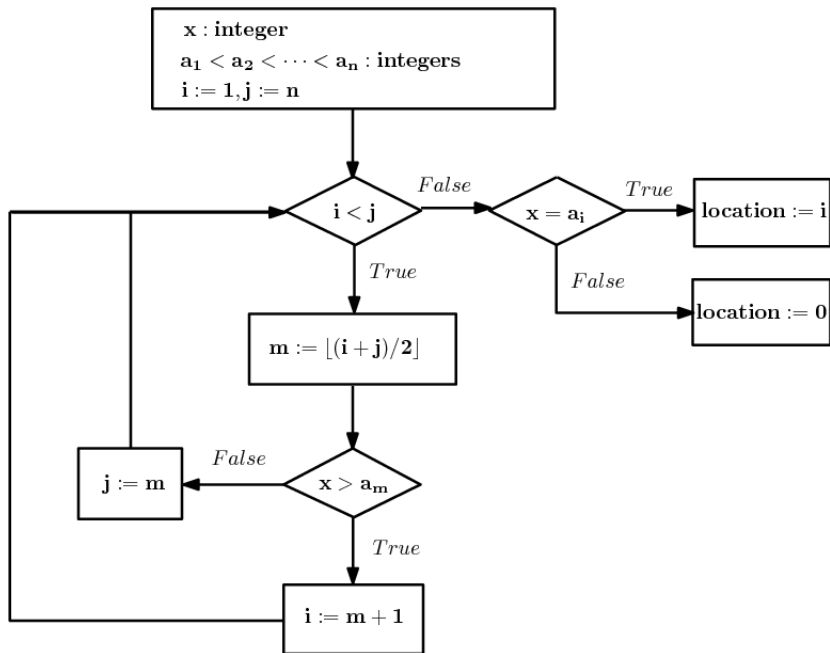 x : integer
a₁ < a₂ < ⋯ < aₙ : integers
i := 1, j := n
i < j
False
x = aᵢ
True
location := i
True
False
location := 0
m := ⌊(i + j)/2⌋
j := m
False
x > aₘ
True
i := m + 1